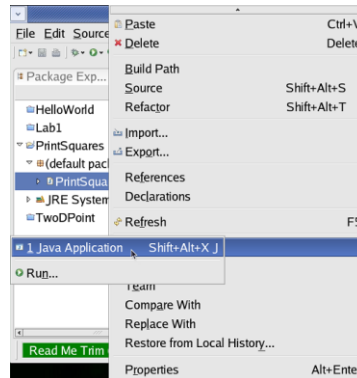 File Edit Source
Package Exp...
HelloWorld
Lab1
PrintSquares
(default pac
PrintSqua
JRE System
TwoDPoint
Paste Ctrl+V
Delete Delete
Build Path
Source Shift+Alt+S
Refactor Shift+Alt+T
Import...
Export...
References
Declarations
Refresh F5
1 Java Application Shift+Alt+X J
Run...
Team
Compare With
Replace With
Restore from Local History...
Properties Alt+Ente
Read Me Trim